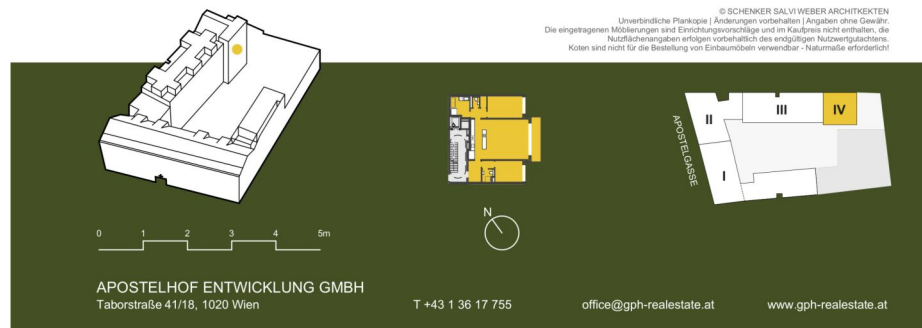 © SCHENKER SALVI WEBER ARCHITKEKTEN
Unverbindliche Plankopie | Änderungen vorbehalten | Angaben ohne Gewähr.
Die eingetragenen Möblierungen sind Einrichtungsvorschläge und im Kaufpreis nicht enthalten, die
Nutzflächenangaben erfolgen vorbehaltlich des endgültigen Nutzwertgutachtens.
Koten sind nicht für die Bestellung von Einbaumöbeln verwendbar - Naturmaße erforderlich!
II
III
IV
APOSTELGASSE
I
N
0 1 2 3 4 5m
APOSTELHOF ENTWICKLUNG GMBH
Taborstraße 41/18, 1020 Wien
T +43 1 36 17 755
office@gph-realestate.at
www.gph-realestate.at